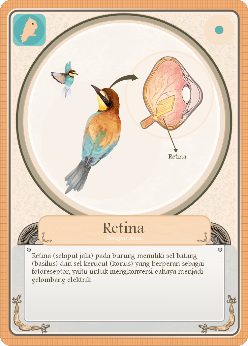 Retina
Retina
Retina (selaput jala) pada burung memiliki sel batang
(basilus) dan sel kerucut (konus) yang berperan sebagai
fotoreseptor, yaitu untuk mengkonversi cahaya menjadi
gelombang elektrik